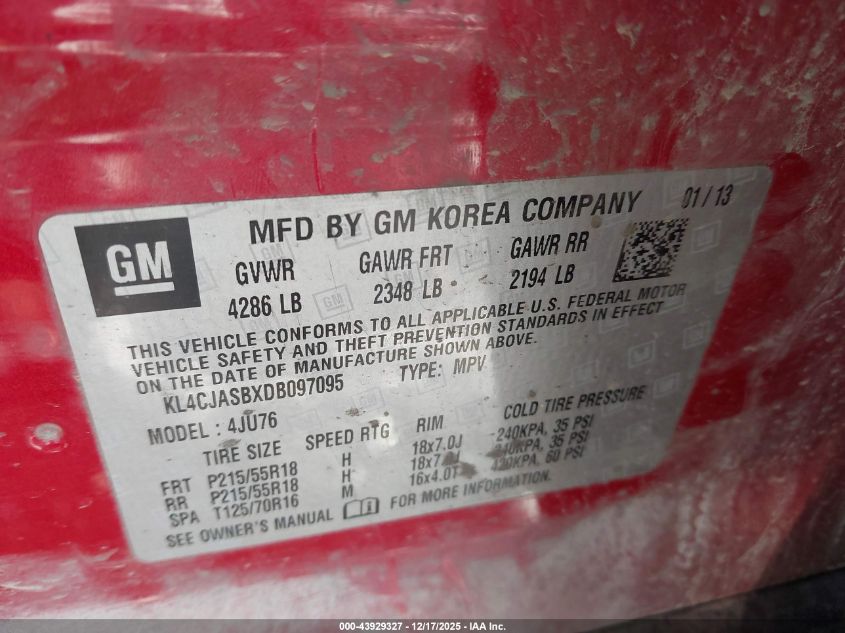 GM
MFD BY GM KOREA COMPANY 01/13
GVWR GAWR FRT GAWR RR
4286 LB 2348 LB 2194 LB
THIS VEHICLE CONFORMS TO ALL APPLICABLE U.S. FEDERAL MOTOR
VEHICLE SAFETY AND THEFT PREVENTION STANDARDS IN EFFECT
ON THE DATE OF MANUFACTURE SHOWN ABOVE.
KL4CJASBXDB097095 TYPE: MPV
MODEL: 4JU76
TIRE SIZE SPEED RTG RIM COLD TIRE PRESSURE
FRT P215/55R18 H 18x7.0J 240KPA, 35 PSI
RR P215/55R18 H 35 PSI
SPA T125/70R16 M 16x4.0T 420KPA, 60 PSI
SEE OWNER'S MANUAL FOR MORE INFORMATION.
000-43929327 - 12/17/2025 - IAA Inc.